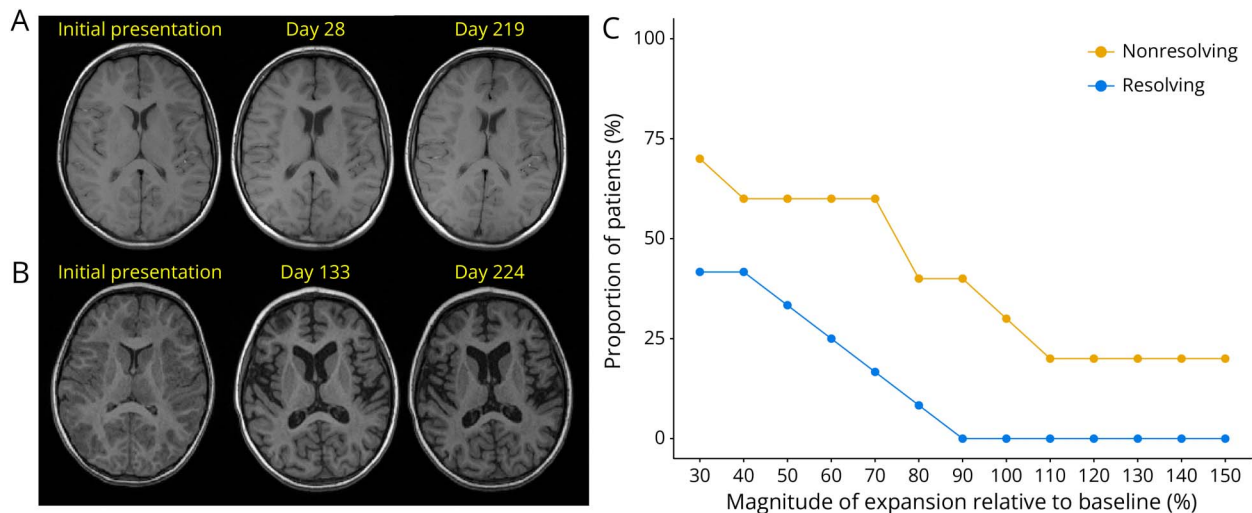 A
Initial presentation
Day 28
Day 219
B
Initial presentation
Day 133
Day 224
C
Proportion of patients (%)
100
75
50
25
0
Nonresolving
Resolving
30 40 50 60 70 80 90 100 110 120 130 140 150
Magnitude of expansion relative to baseline (%)